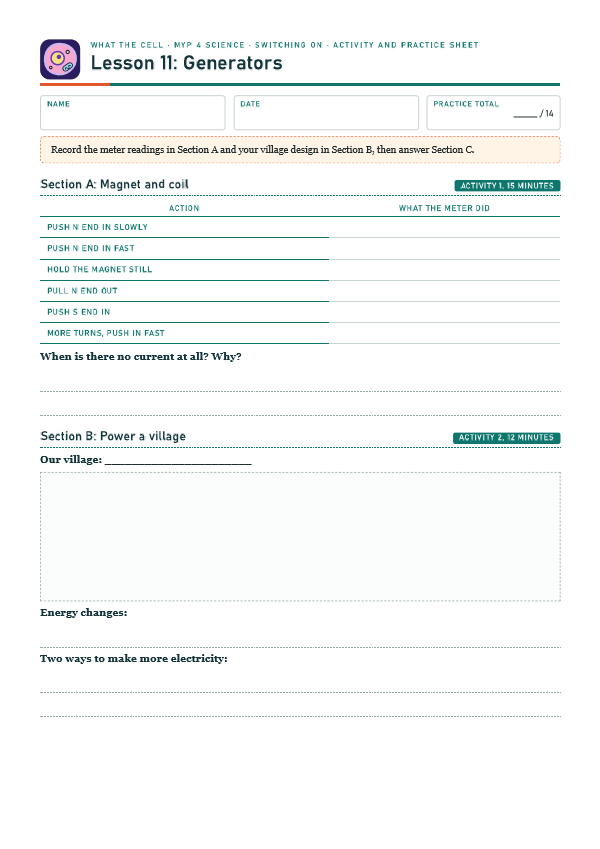 WHAT THE CELL · MYP 4 SCIENCE · SWITCHING ON · ACTIVITY AND PRACTICE SHEET
Lesson 11: Generators
NAME
DATE
PRACTICE TOTAL
_____ / 14
Record the meter readings in Section A and your village design in Section B, then answer Section C.
Section A: Magnet and coil
ACTIVITY 1, 15 MINUTES
ACTION
WHAT THE METER DID
PUSH N END IN SLOWLY
PUSH N END IN FAST
HOLD THE MAGNET STILL
PULL N END OUT
PUSH S END IN
MORE TURNS, PUSH IN FAST
When is there no current at all? Why?
Section B: Power a village
ACTIVITY 2, 12 MINUTES
Our village: ______________________
Energy changes:
Two ways to make more electricity: